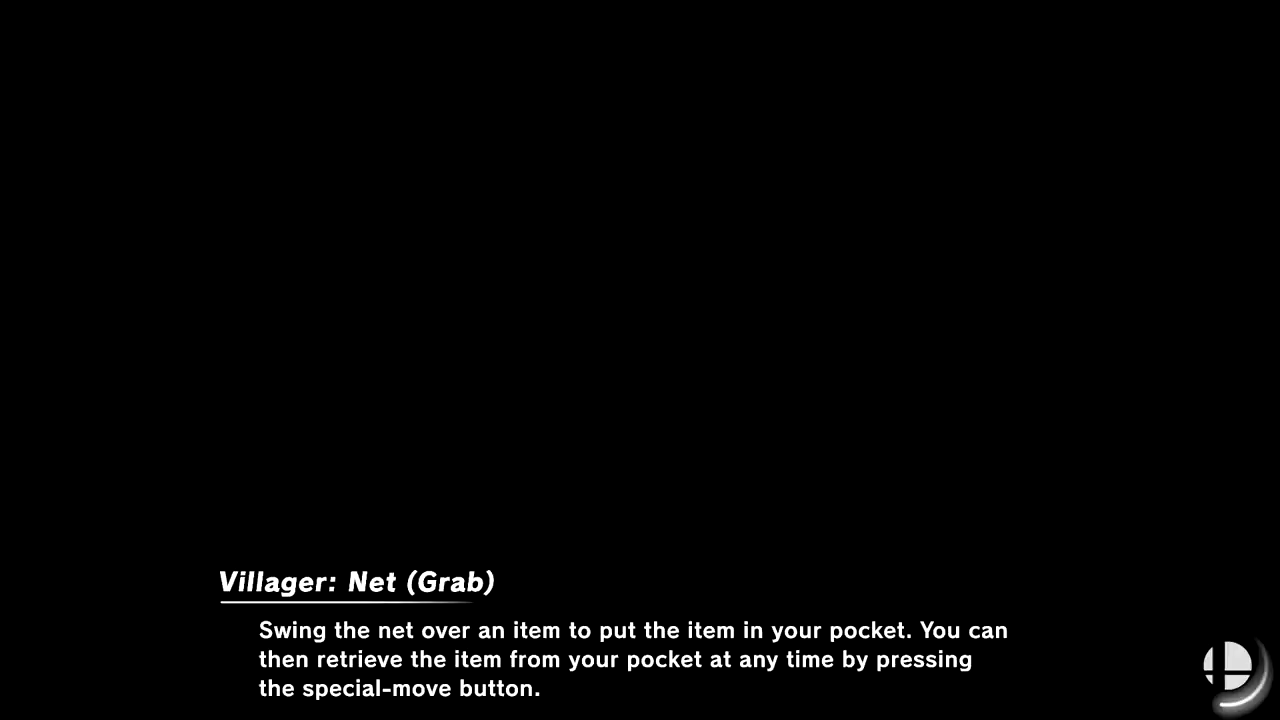 Villager: Net (Grab)
Swing the net over an item to put the item in your pocket. You can
then retrieve the item from your pocket at any time by pressing
the special-move button.